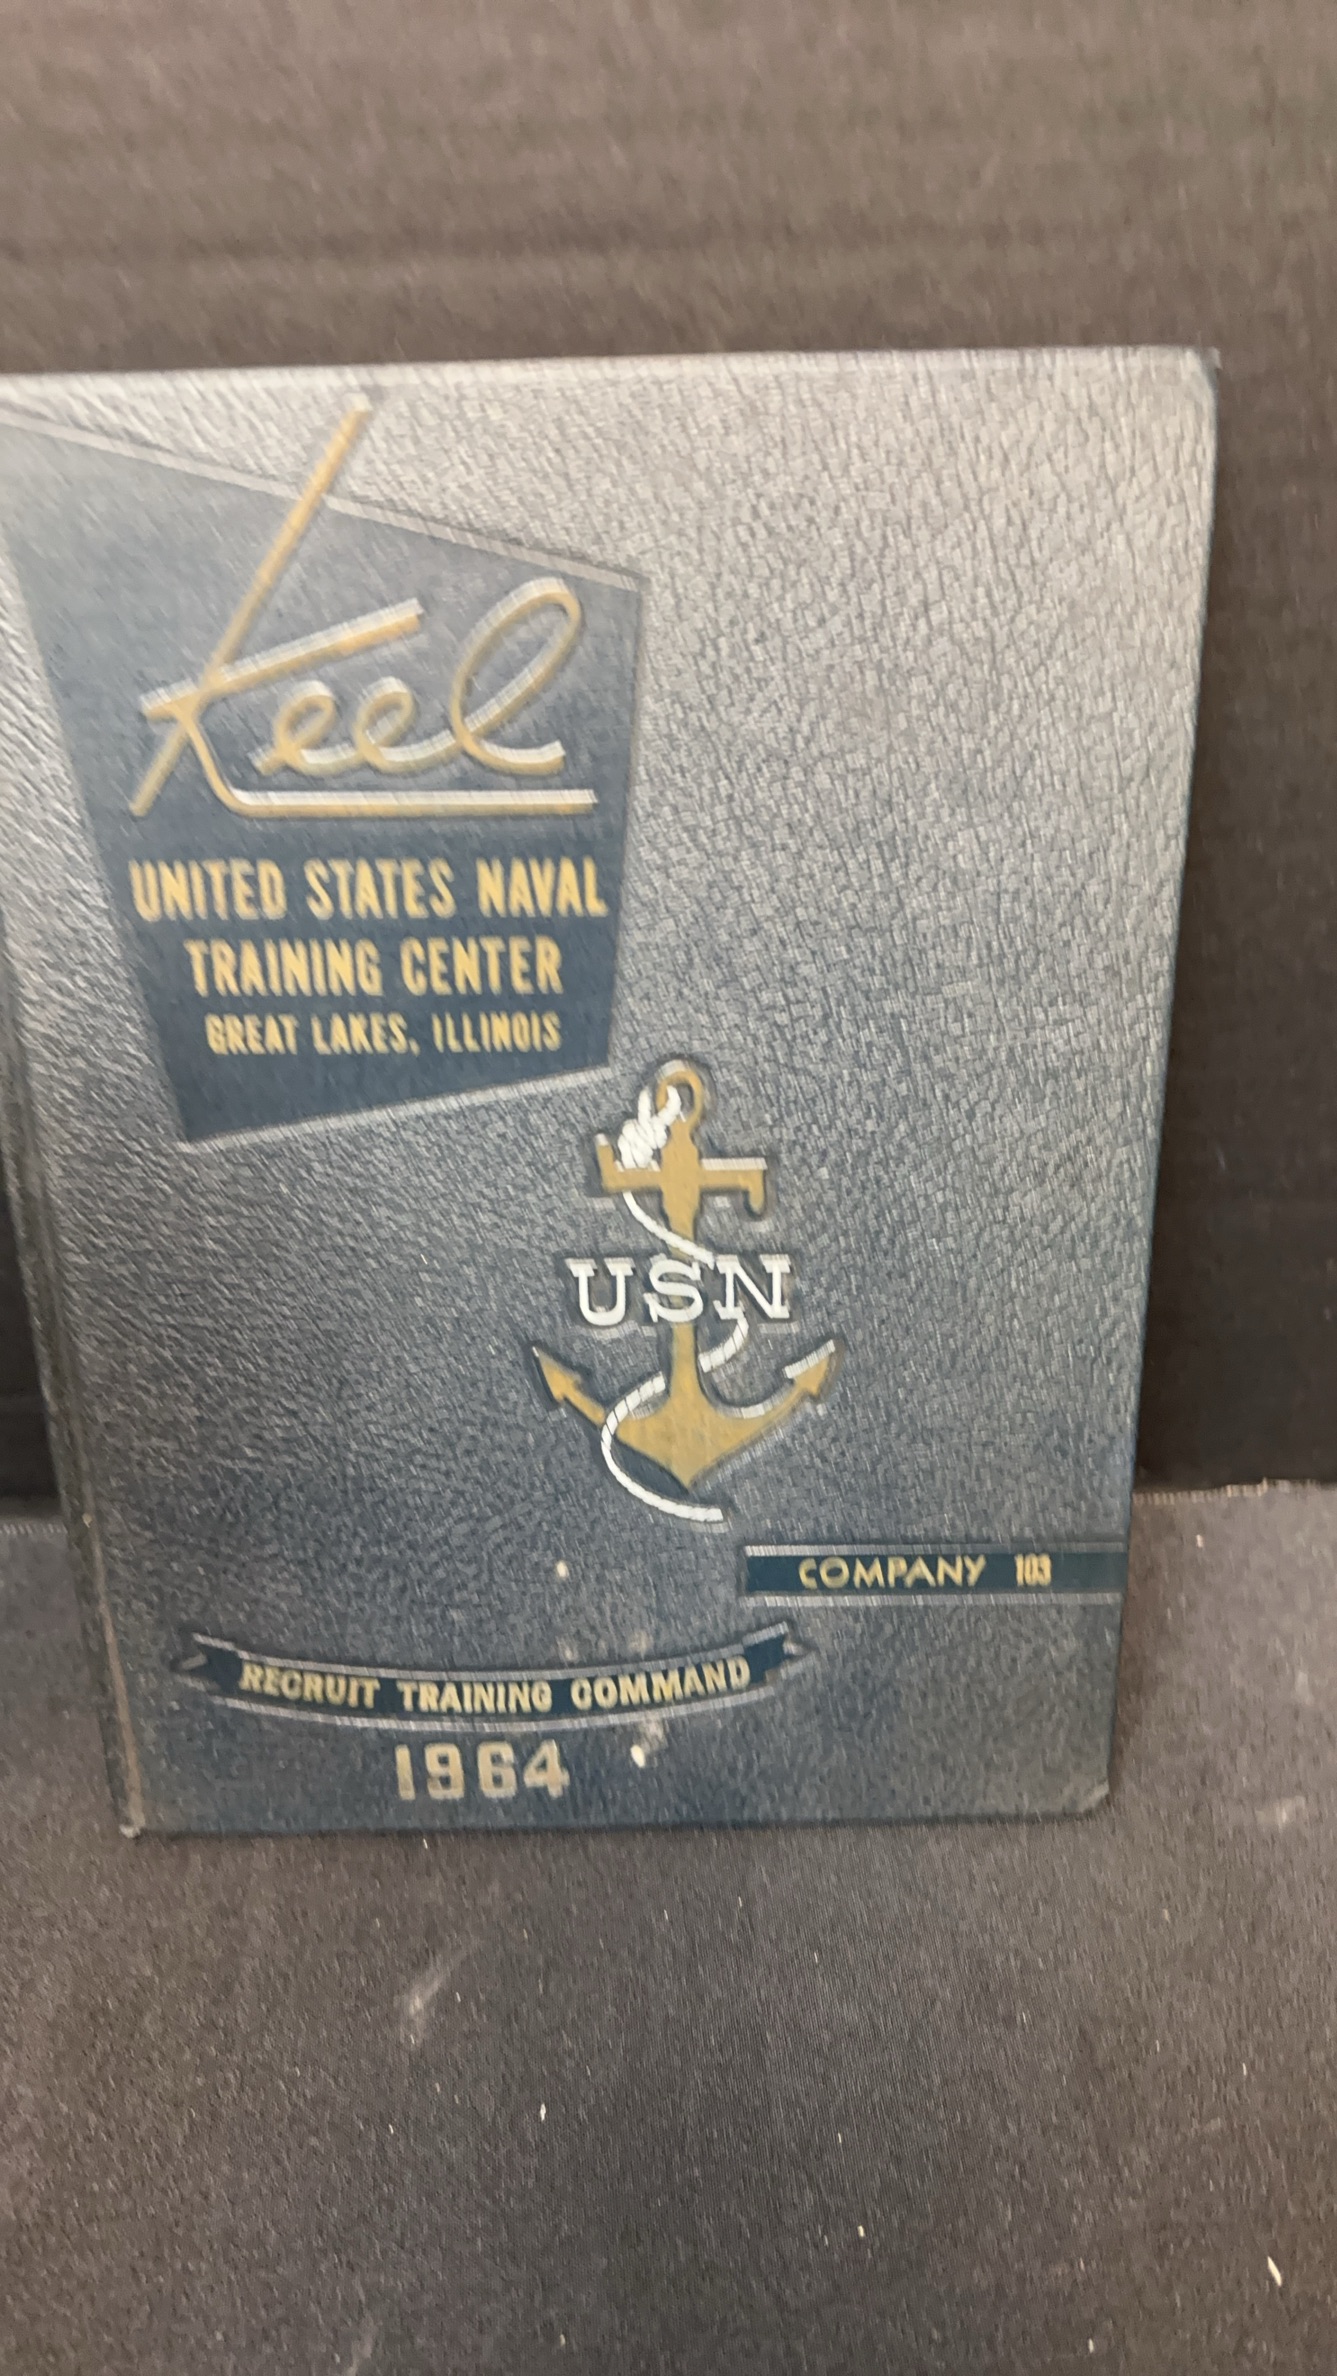 Keel
UNITED STATES NAVAL
TRAINING CENTER
GREAT LAKES, ILLINOIS
USN
COMPANY 103
RECRUIT TRAINING COMMAND
1964